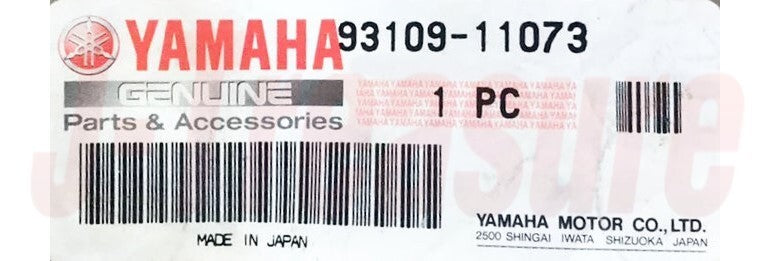 YAMAHA 93109-11073
GENUINE
Parts & Accessories
1 PC
MADE IN JAPAN
YAMAHA MOTOR CO., LTD.
2500 SHINGAI IWATA SHIZUOKA JAPAN